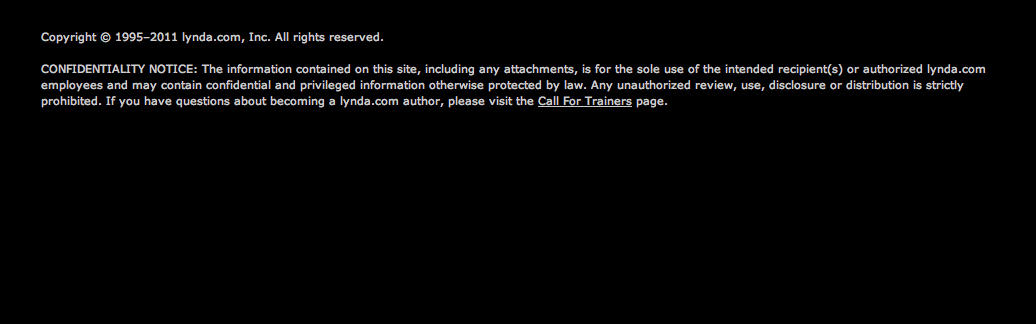 Copyright © 1995–2011 lynda.com, Inc. All rights reserved.
CONFIDENTIALITY NOTICE: The information contained on this site, including any attachments, is for the sole use of the intended recipient(s) or authorized lynda.com
employees and may contain confidential and privileged information otherwise protected by law. Any unauthorized review, use, disclosure or distribution is strictly
prohibited. If you have questions about becoming a lynda.com author, please visit the Call For Trainers page.